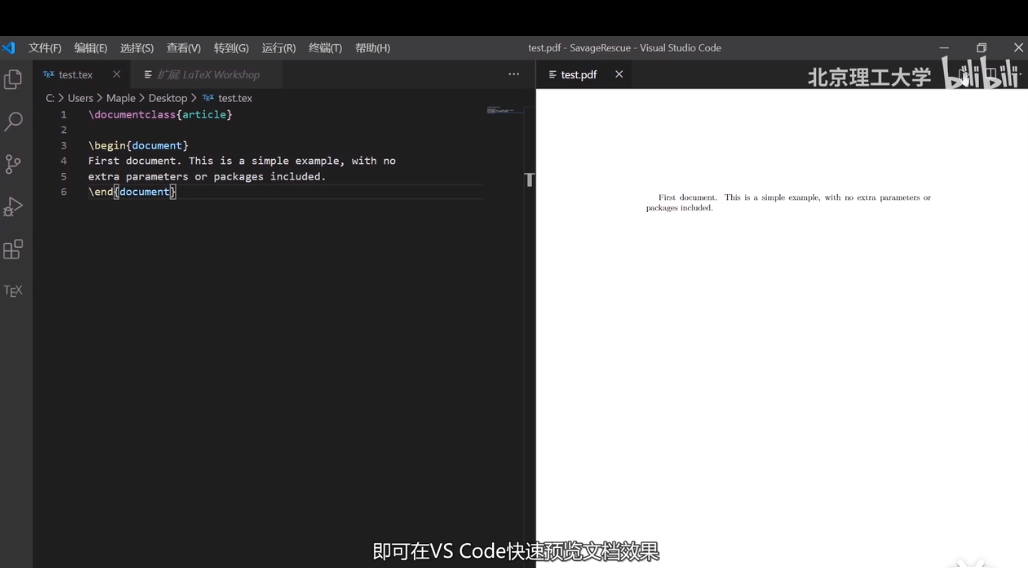 文件(F) 编辑(E) 选择(S) 查看(V) 转到(G) 运行(R) 终端(T) 帮助(H) test.pdf - SavageRescue - Visual Studio Code
TEX test.tex 扩展: LaTeX Workshop
test.pdf
北京理工大学 bilibili
C: > Users > Maple > Desktop > TEX test.tex
1 \documentclass{article}
2
3 \begin{document}
4 First document. This is a simple example, with no
5 extra parameters or packages included.
6 \end{document}
First document. This is a simple example, with no extra parameters or
packages included.
TEX
即可在VS Code快速预览文档效果